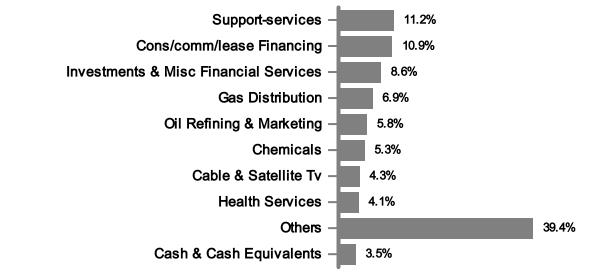 Support-services 11.2%
Cons/comm/lease Financing 10.9%
Investments & Misc Financial Services 8.6%
Gas Distribution 6.9%
Oil Refining & Marketing 5.8%
Chemicals 5.3%
Cable & Satellite Tv 4.3%
Health Services 4.1%
Others 39.4%
Cash & Cash Equivalents 3.5%